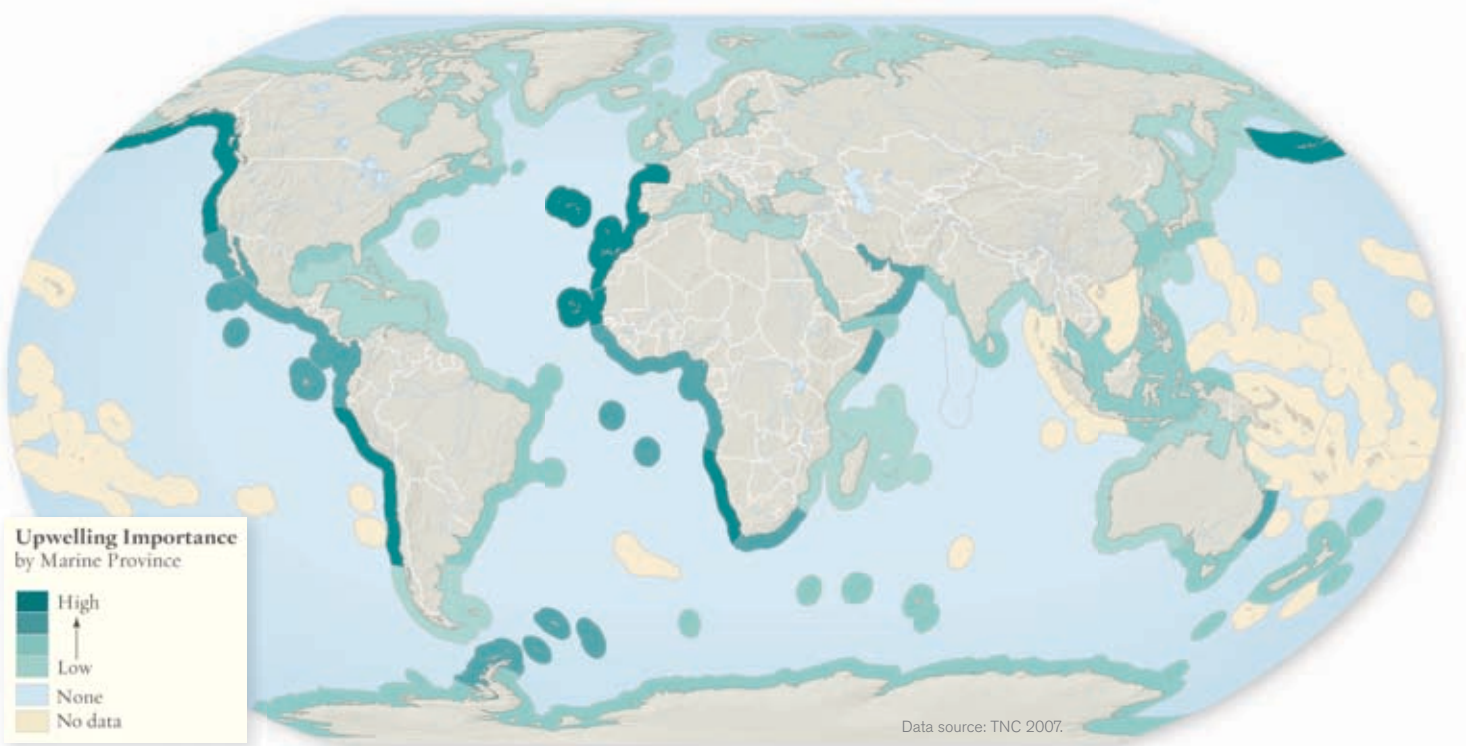 Upwelling Importance
by Marine Province
High
Low
None
No data
Data source: TNC 2007.